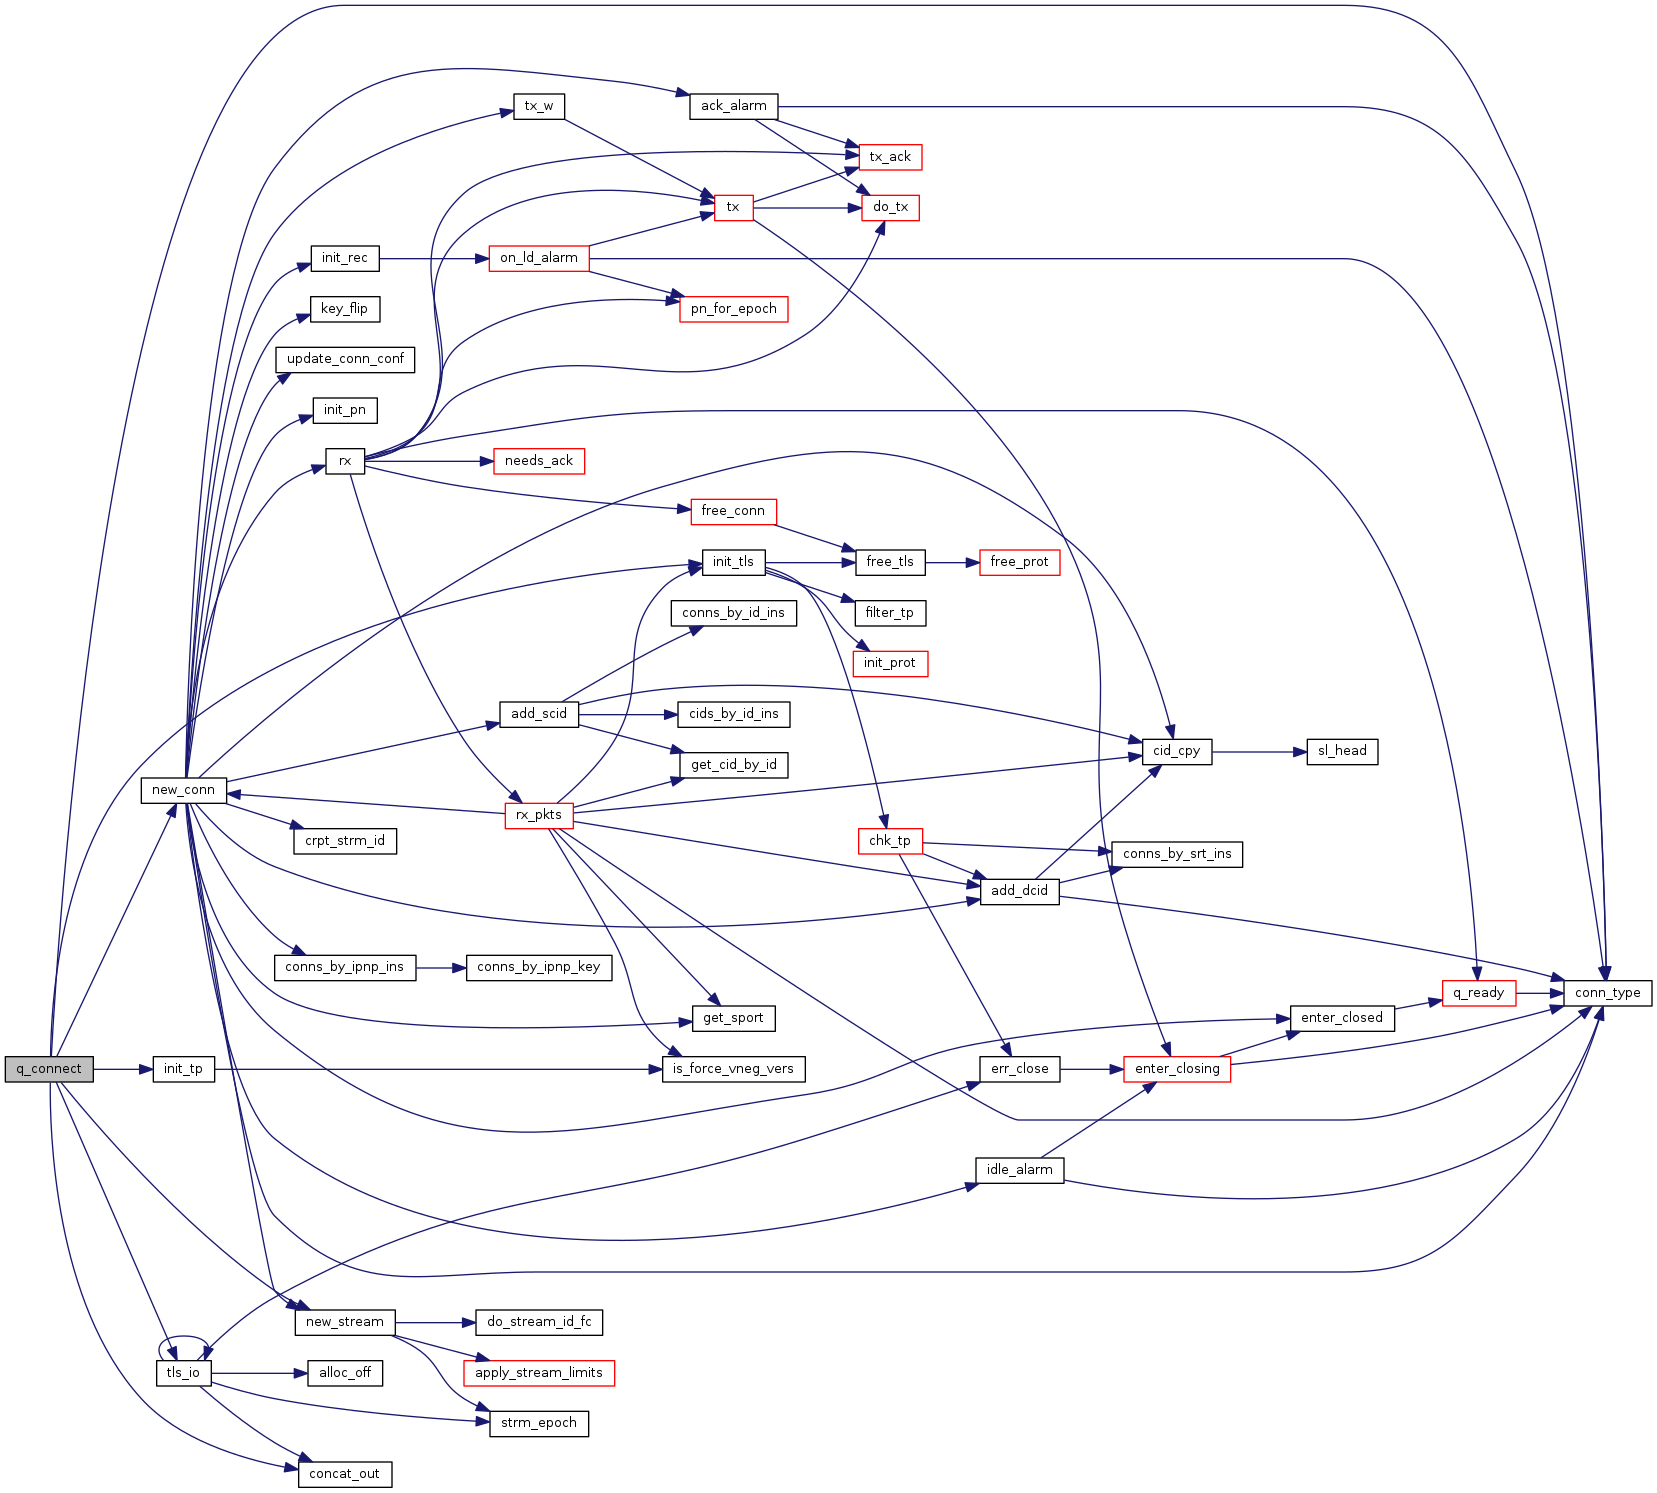 tx_w
ack_alarm
tx_ack
tx
do_tx
init_rec
on_ld_alarm
key_flip
pn_for_epoch
update_conn_conf
init_pn
rx
needs_ack
free_conn
init_tls
free_tls
free_prot
conns_by_id_ins
filter_tp
init_prot
add_scid
cids_by_id_ins
cid_cpy
sl_head
get_cid_by_id
new_conn
rx_pkts
crpt_strm_id
chk_tp
conns_by_srt_ins
add_dcid
conns_by_ipnp_ins
conns_by_ipnp_key
q_ready
conn_type
get_sport
enter_closed
q_connect
init_tp
is_force_vneg_vers
err_close
enter_closing
idle_alarm
new_stream
do_stream_id_fc
tls_io
alloc_off
apply_stream_limits
strm_epoch
concat_out